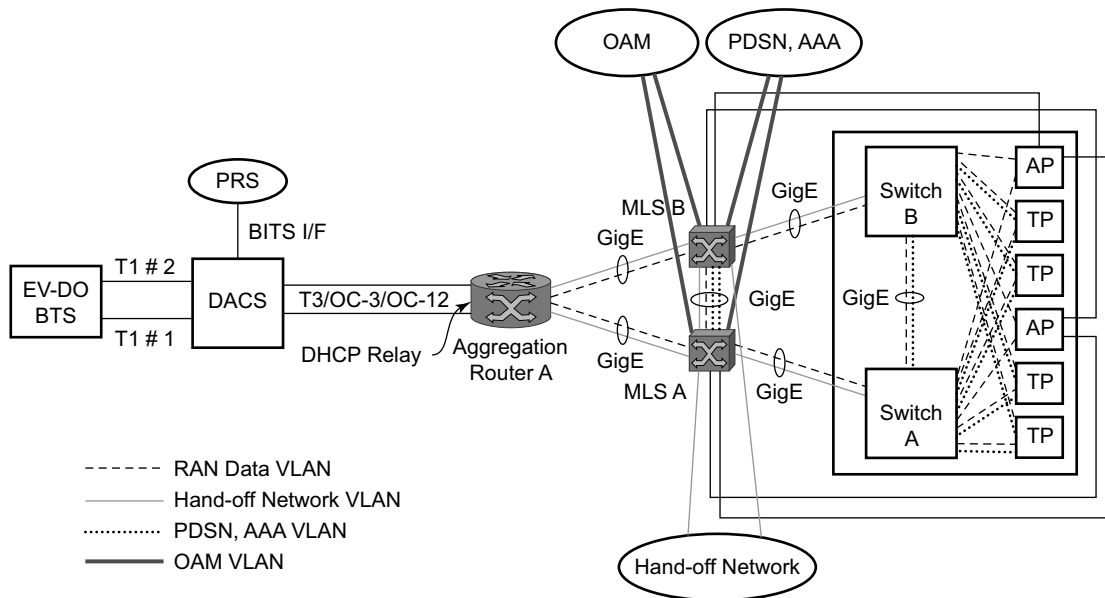 OAM
PDSN, AAA
PRS
BITS I/F
EV-DO
BTS
T1 # 2
T1 # 1
DACS
T3/OC-3/OC-12
DHCP Relay
Aggregation
Router A
GigE
GigE
MLS B
MLS A
GigE
GigE
GigE
Switch
B
GigE
Switch
A
AP
TP
TP
AP
TP
TP
RAN Data VLAN
Hand-off Network VLAN
PDSN, AAA VLAN
OAM VLAN
Hand-off Network